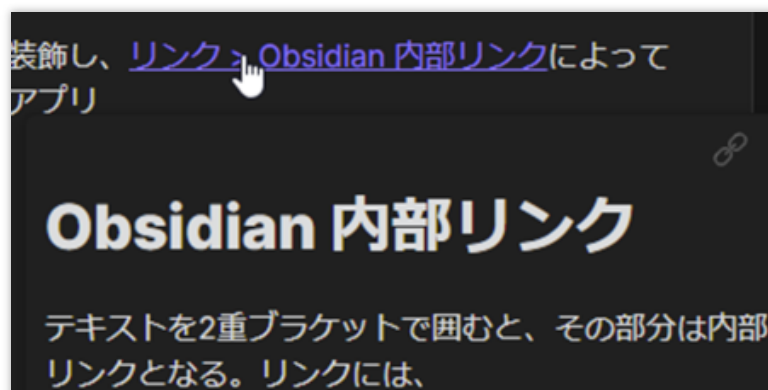 装飾し、リンク > Obsidian 内部リンクによって
アプリ
Obsidian 内部リンク
テキストを2重ブラケットで囲むと、その部分は内部
リンクとなる。リンクには、